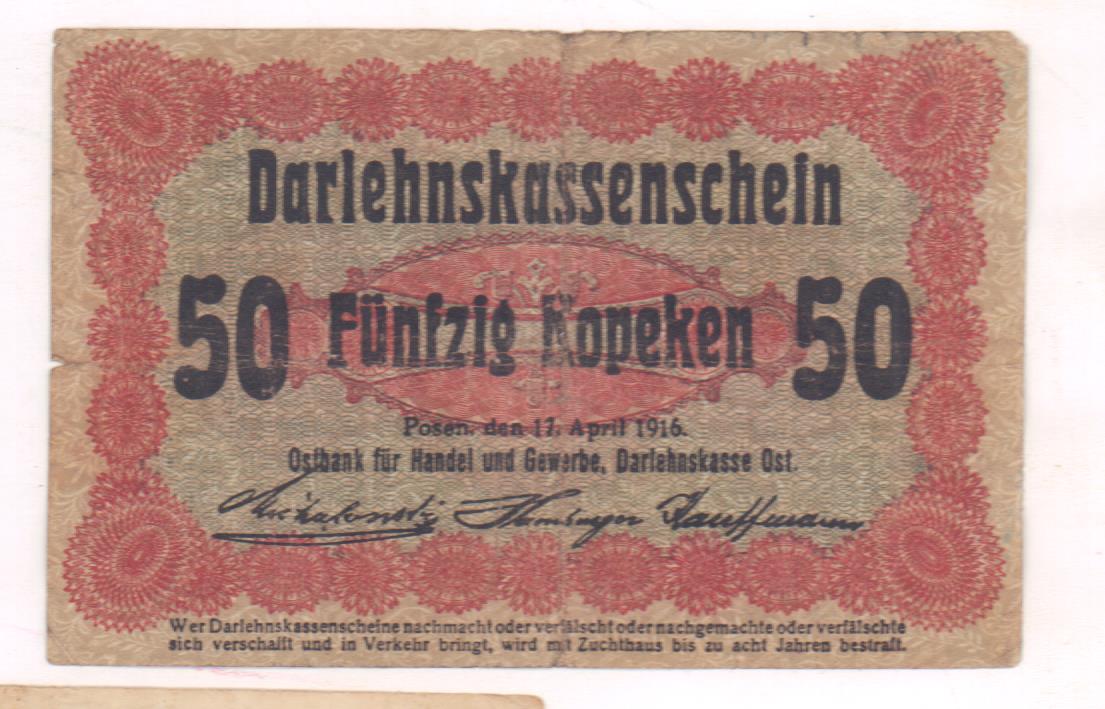 Darlehnskassenschein
50 Fünfzig Kopeken 50
Posen, den 17. April 1916.
Ostbank für Handel und Gewerbe, Darlehnskasse Ost.
Kauffmann
Wer Darlehnskassenscheine nachmacht oder verfälscht oder nachgemachte oder verfälschte
sich verschafft und in Verkehr bringt, wird mit Zuchthaus bis zu acht Jahren bestraft.